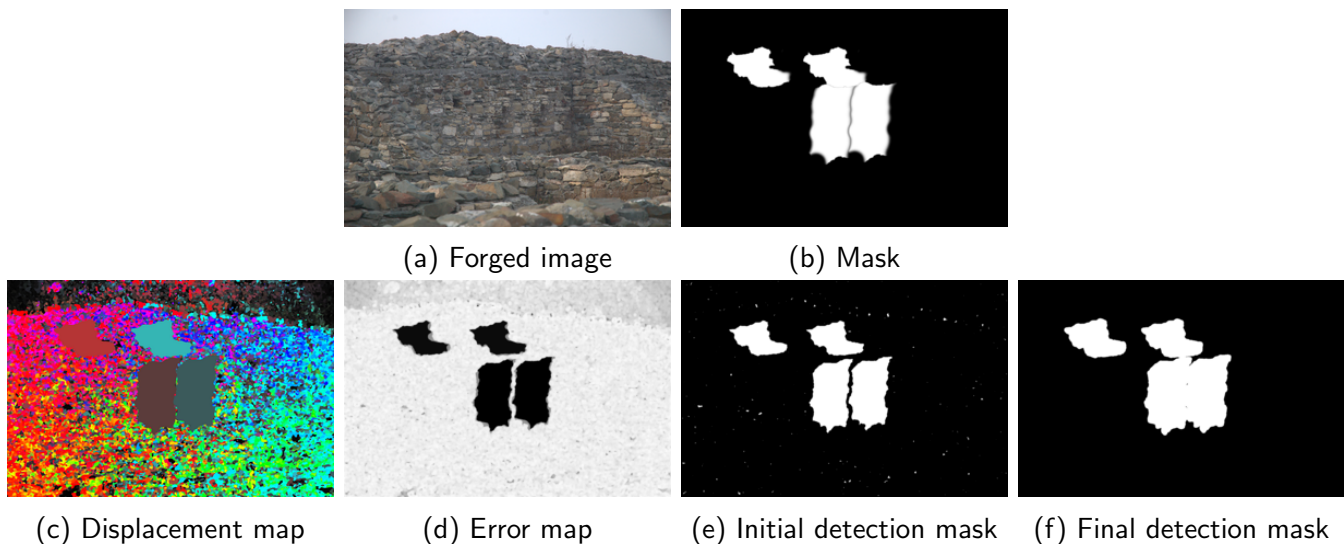 (a) Forged image
(b) Mask
(c) Displacement map
(d) Error map
(e) Initial detection mask
(f) Final detection mask